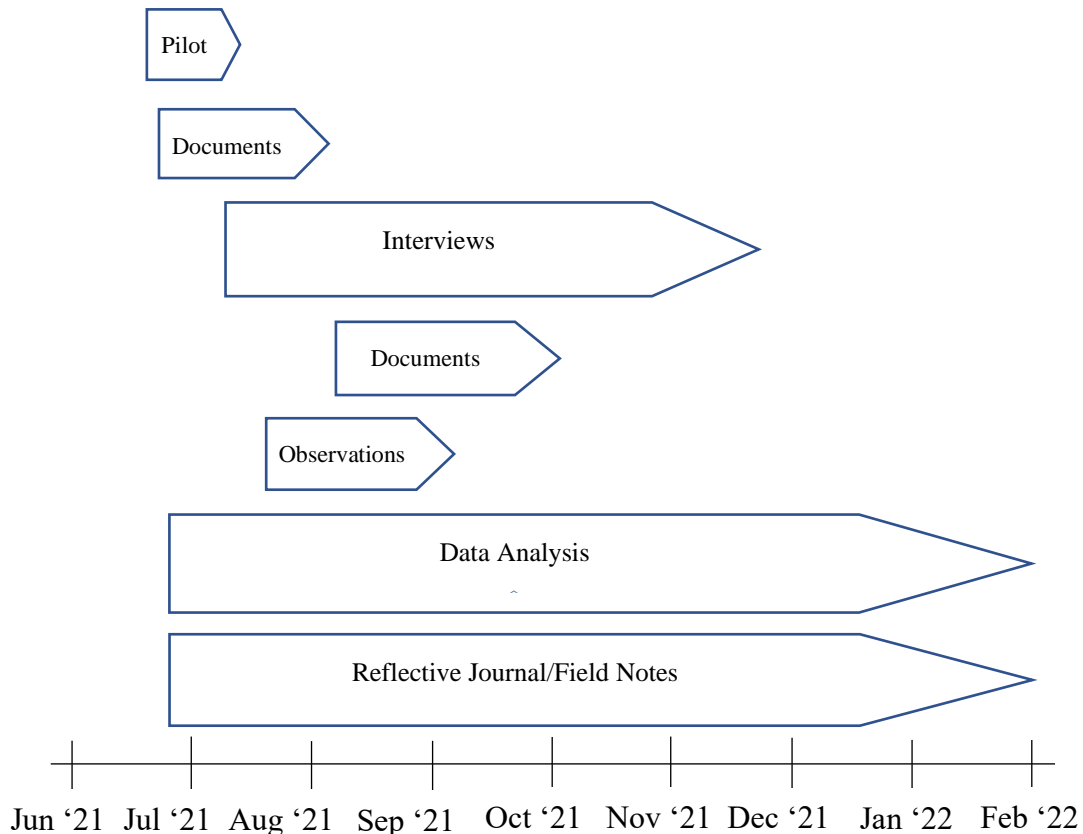 Pilot
Documents
Interviews
Documents
Observations
Data Analysis
Reflective Journal/Field Notes
Jun ‘21 Jul ‘21 Aug ‘21 Sep ‘21 Oct ‘21 Nov ‘21 Dec ‘21 Jan ‘22 Feb ‘22